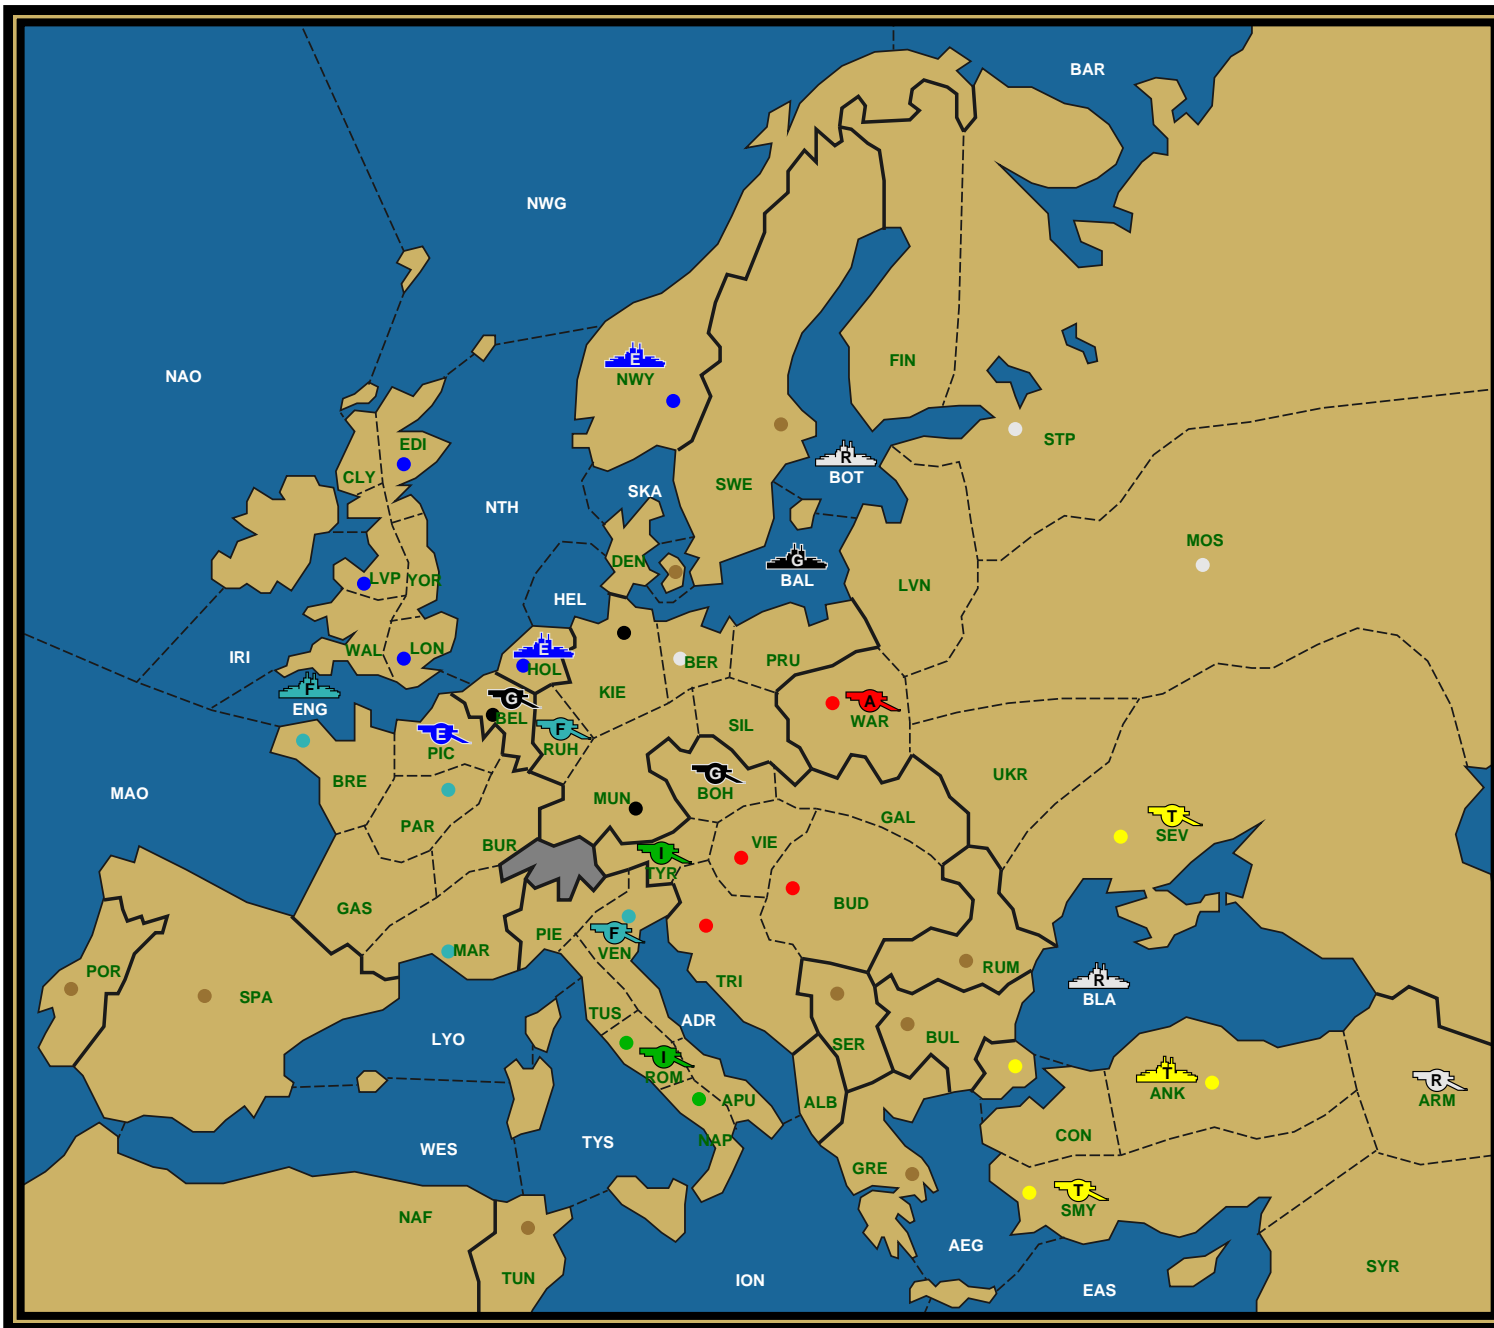 BAR
NWG
NAO
E
NWY
FIN
EDI
STP
R
BOT
CLY
SWE
SKA
NTH
MOS
G
BAL
DEN
LVP YOR
LVN
HEL
IRI
WAL
LON
E
HOL
BER
PRU
F
ENG
KIE
G
BEL
A
WAR
SIL
E
PIC
F
RUH
G
BOH
UKR
BRE
MAO
MUN
T
SEV
PAR
GAL
BUR
VIE
I
TYR
GAS
BUD
F
VEN
PIE
MAR
POR
SPA
TRI
RUM
R
BLA
TUS
ADR
LYO
SER
BUL
I
ROM
T
ANK
R
ARM
APU
ALB
CON
NAP
TYS
WES
GRE
T
SMY
NAF
AEG
SYR
TUN
ION
EAS